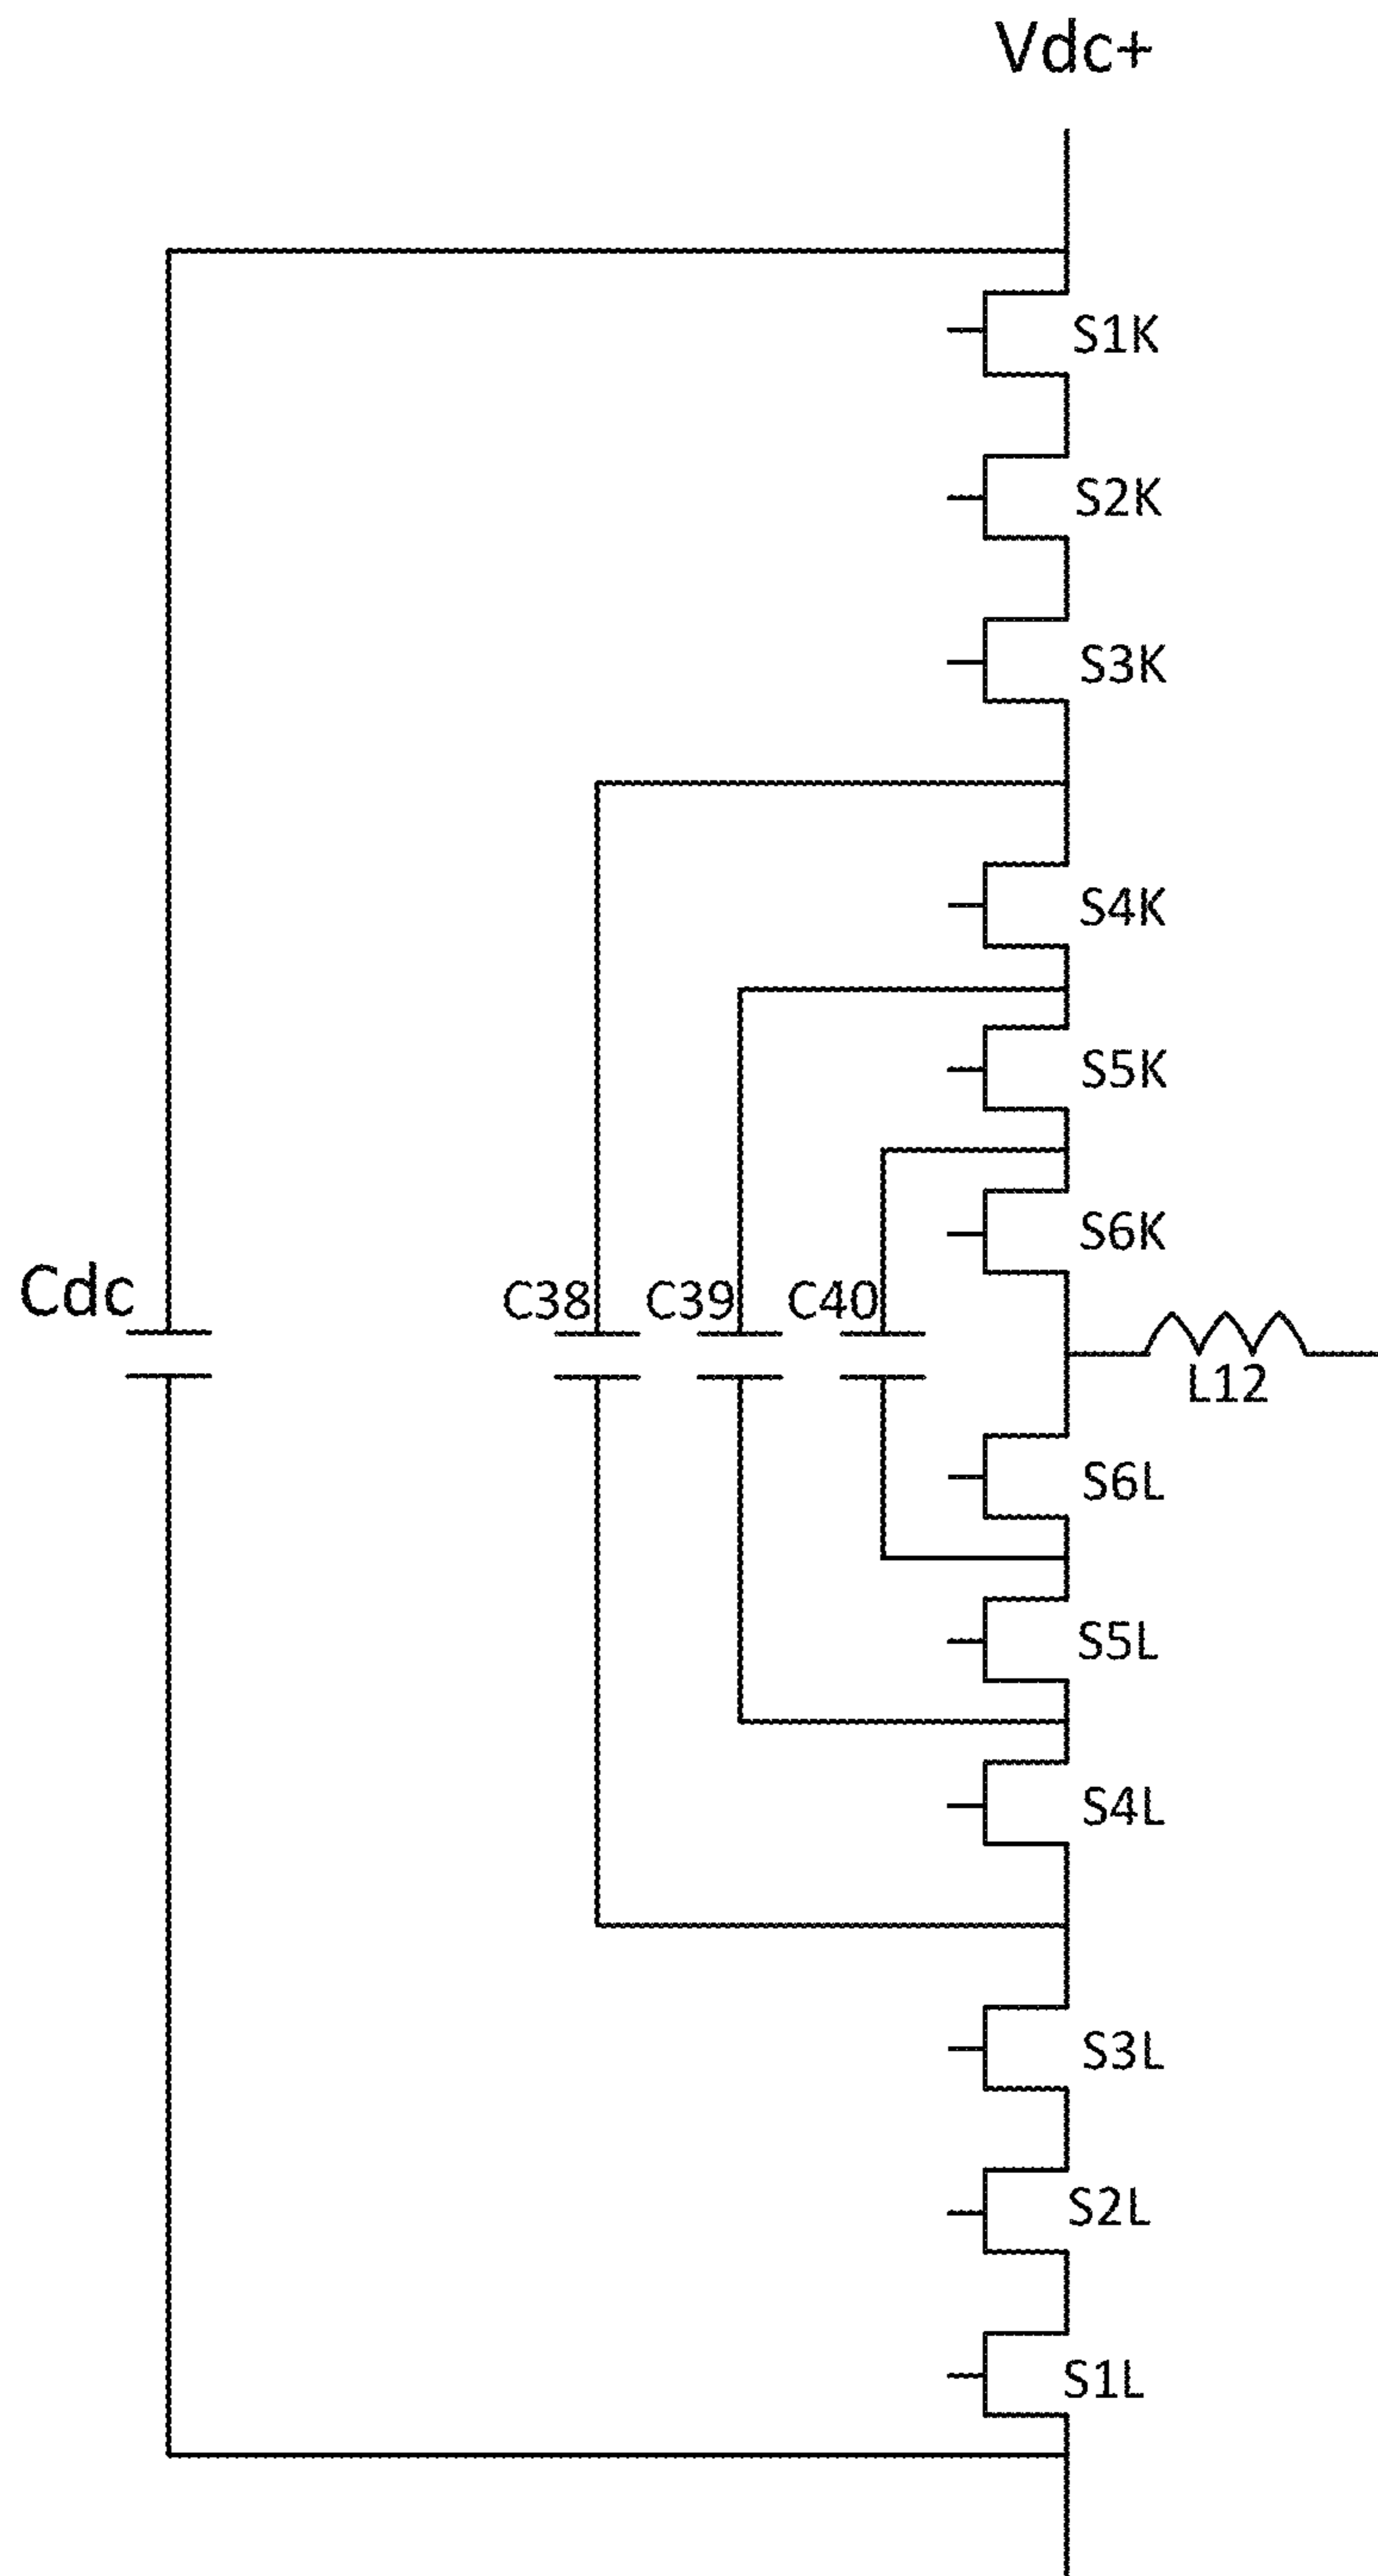 Vdc+
S1K
S2K
S3K
S4K
S5K
S6K
Cdc
C38
C39
C40
L12
S6L
S5L
S4L
S3L
S2L
S1L